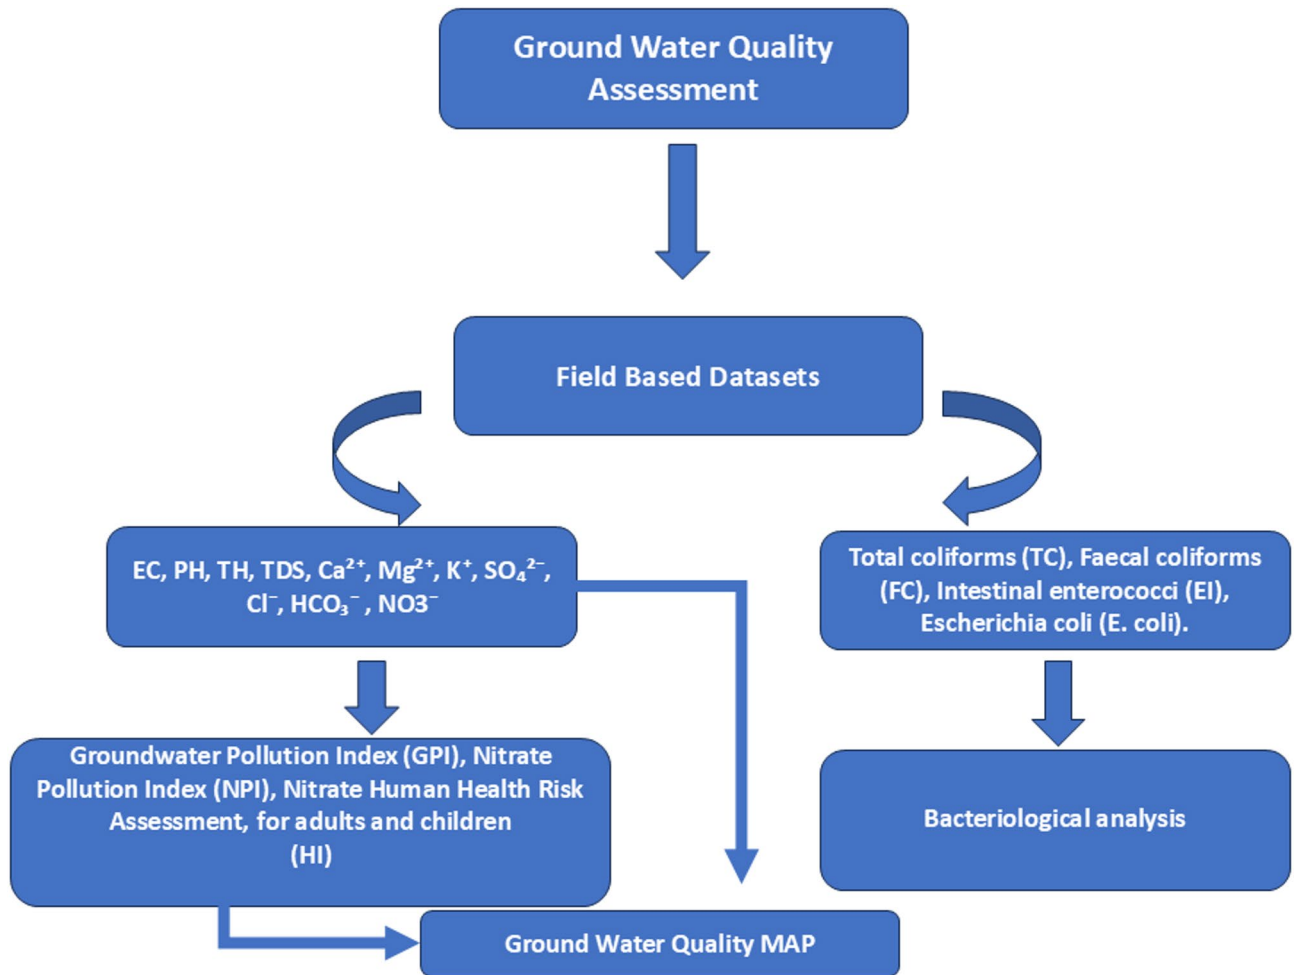 Ground Water Quality
Assessment
Field Based Datasets
EC, PH, TH, TDS, Ca²⁺, Mg²⁺, K⁺, SO₄²⁻,
Cl⁻, HCO₃⁻ , NO3⁻
Total coliforms (TC), Faecal coliforms
(FC), Intestinal enterococci (EI),
Escherichia coli (E. coli).
Groundwater Pollution Index (GPI), Nitrate
Pollution Index (NPI), Nitrate Human Health Risk
Assessment, for adults and children
(HI)
Bacteriological analysis
Ground Water Quality MAP